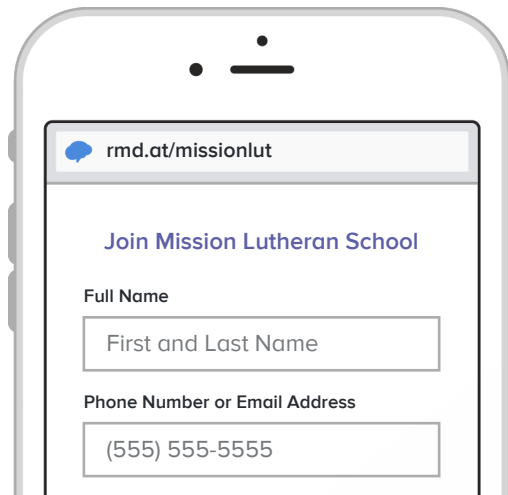 rmd.at/missionlut
Join Mission Lutheran School
Full Name
First and Last Name
Phone Number or Email Address
(555) 555-5555